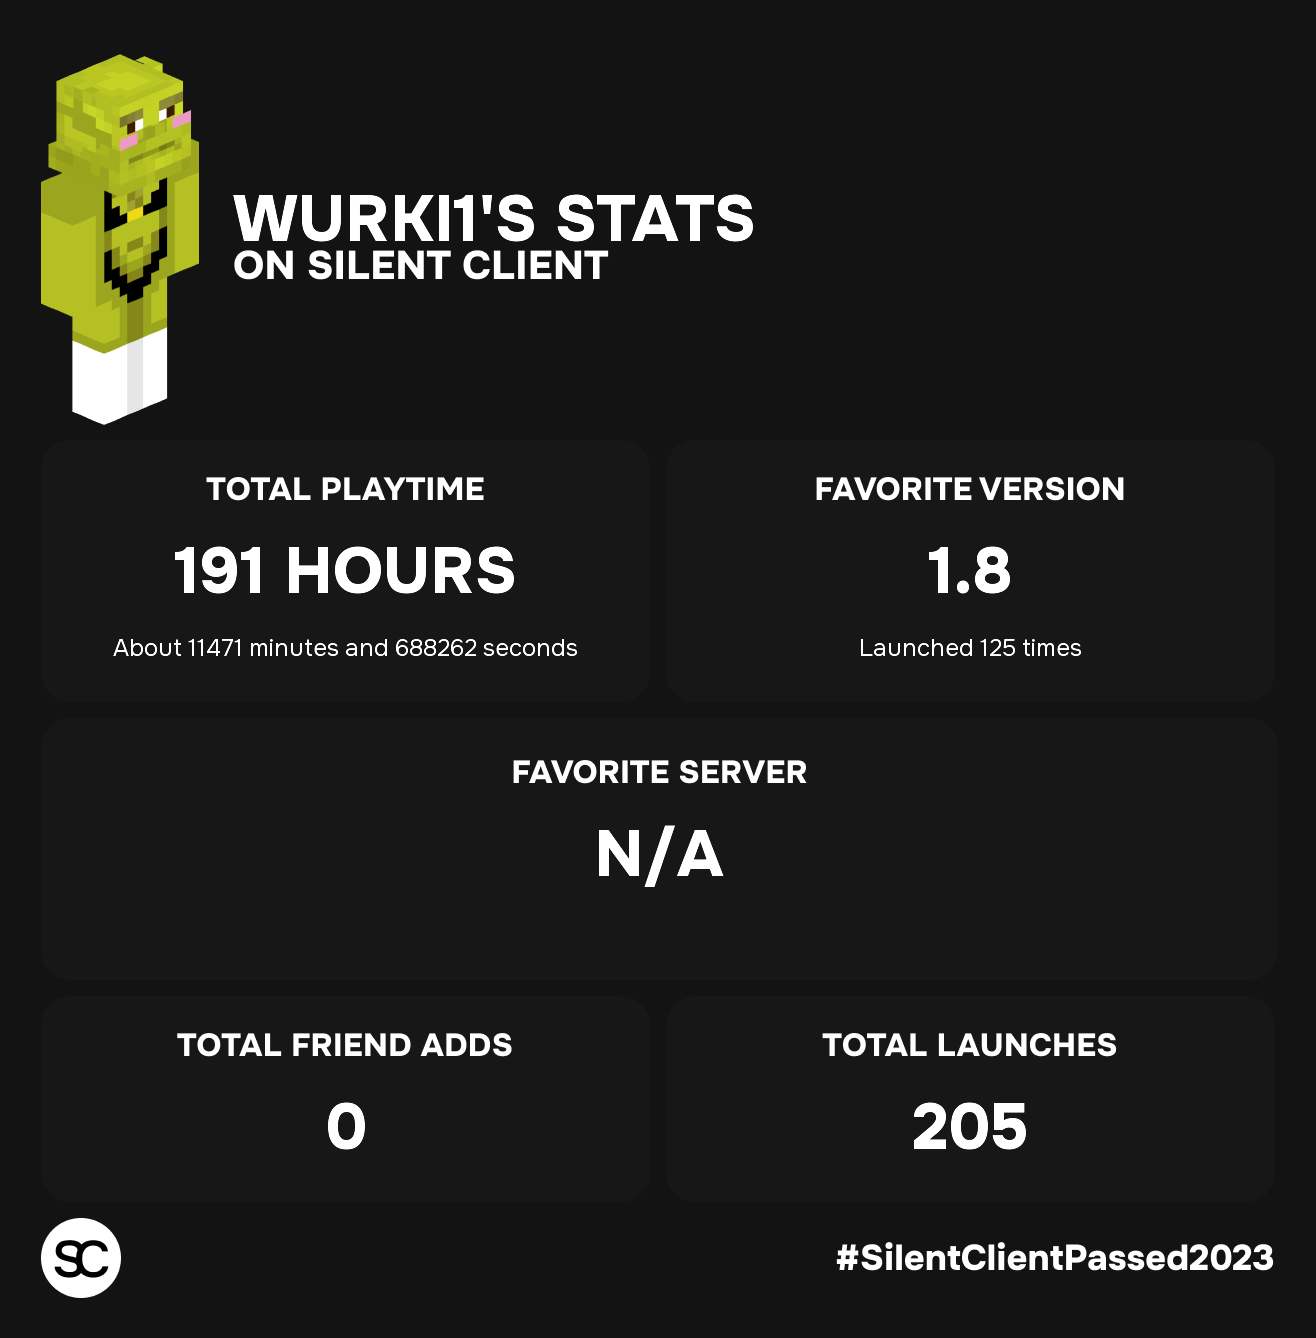 WURKI1'S STATS
ON SILENT CLIENT
TOTAL PLAYTIME
191 HOURS
About 11471 minutes and 688262 seconds
FAVORITE VERSION
1.8
Launched 125 times
FAVORITE SERVER
N/A
TOTAL FRIEND ADDS
0
TOTAL LAUNCHES
205
SC
#SilentClientPassed2023